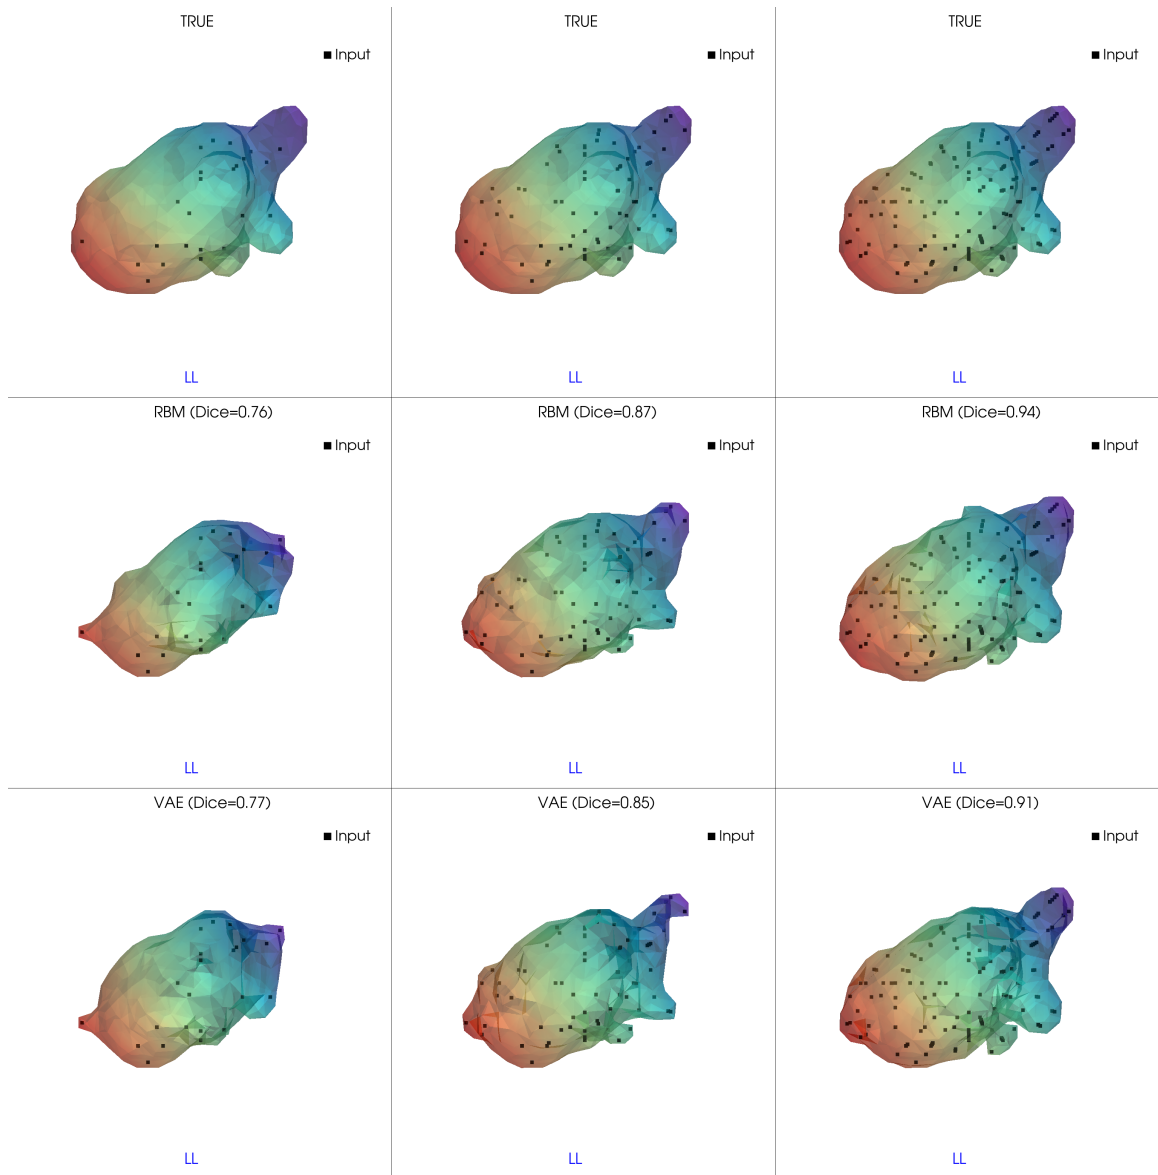 TRUE
TRUE
TRUE
Input
Input
Input
LL
LL
LL
RBM (Dice=0.76)
RBM (Dice=0.87)
RBM (Dice=0.94)
Input
Input
Input
LL
LL
LL
VAE (Dice=0.77)
VAE (Dice=0.85)
VAE (Dice=0.91)
Input
Input
Input
LL
LL
LL